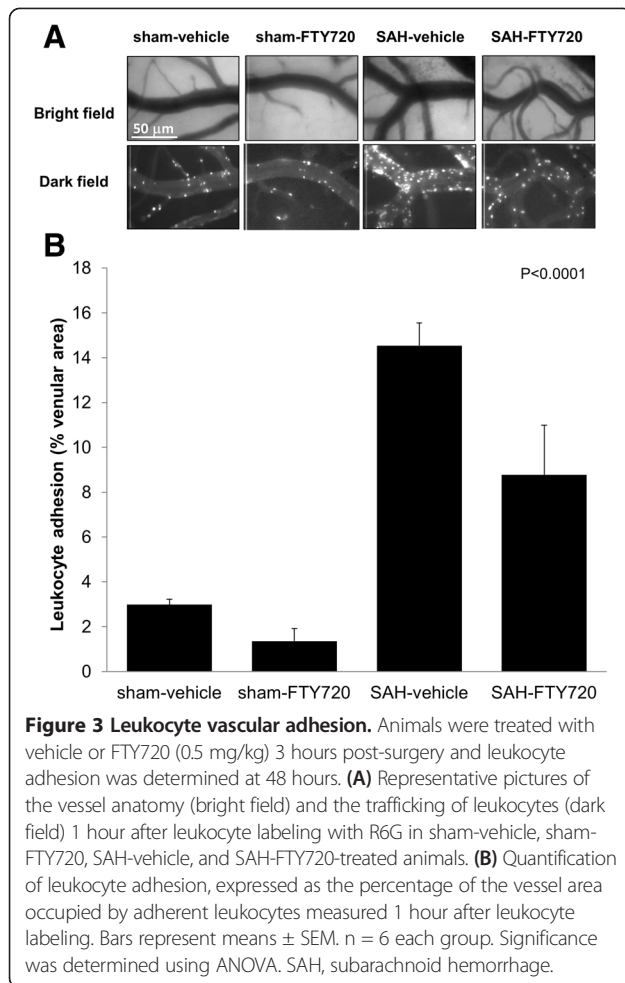 A
sham-vehicle sham-FTY720 SAH-vehicle SAH-FTY720
Bright field
50 μm
Dark field
B
18
P<0.0001
16
14
12
10
8
6
4
2
0
Leukocyte adhesion (% venular area)
sham-vehicle sham-FTY720 SAH-vehicle SAH-FTY720
Figure 3 Leukocyte vascular adhesion. Animals were treated with
vehicle or FTY720 (0.5 mg/kg) 3 hours post-surgery and leukocyte
adhesion was determined at 48 hours. (A) Representative pictures of
the vessel anatomy (bright field) and the trafficking of leukocytes (dark
field) 1 hour after leukocyte labeling with R6G in sham-vehicle, sham-
FTY720, SAH-vehicle, and SAH-FTY720-treated animals. (B) Quantification
of leukocyte adhesion, expressed as the percentage of the vessel area
occupied by adherent leukocytes measured 1 hour after leukocyte
labeling. Bars represent means ± SEM. n = 6 each group. Significance
was determined using ANOVA. SAH, subarachnoid hemorrhage.